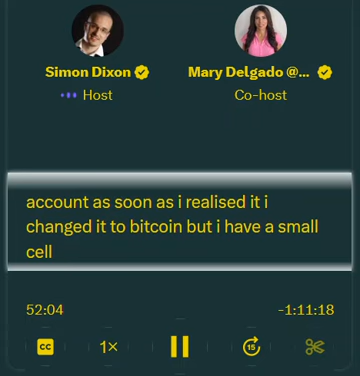 Simon Dixon
Mary Delgado @...
Host
Co-host
account as soon as i realised it i
changed it to bitcoin but i have a small
cell
52:04
-1:11:18
CC
1×
15